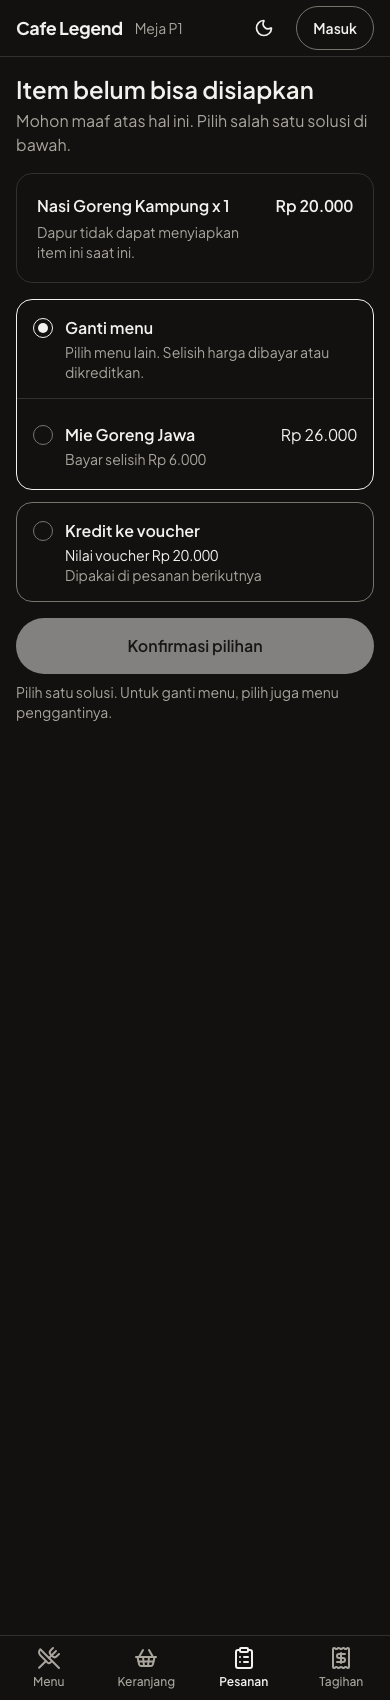 Cafe Legend Meja P1 Masuk
Item belum bisa disiapkan
Mohon maaf atas hal ini. Pilih salah satu solusi di
bawah.
Nasi Goreng Kampung x 1 Rp 20.000
Dapur tidak dapat menyiapkan
item ini saat ini.
Ganti menu
Pilih menu lain. Selisih harga dibayar atau
dikreditkan.
Mie Goreng Jawa Rp 26.000
Bayar selisih Rp 6.000
Kredit ke voucher
Nilai voucher Rp 20.000
Dipakai di pesanan berikutnya
Konfirmasi pilihan
Pilih satu solusi. Untuk ganti menu, pilih juga menu
penggantinya.
Menu Keranjang Pesanan Tagihan